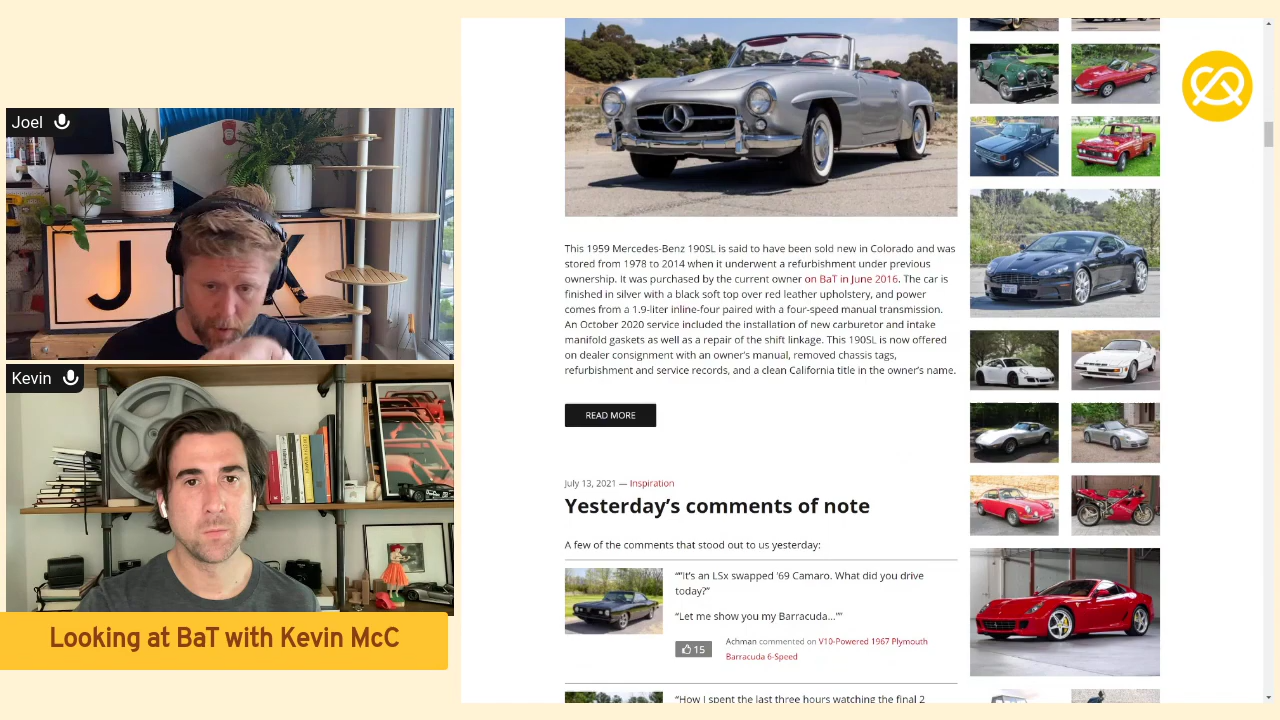 Joel
J
K
Kevin
Looking at BaT with Kevin McC
This 1959 Mercedes-Benz 190SL is said to have been sold new in Colorado and was
stored from 1978 to 2014 when it underwent a refurbishment under previous
ownership. It was purchased by the current owner on BaT in June 2016. The car is
finished in silver with a black soft top over red leather upholstery, and power
comes from a 1.9-liter inline-four paired with a four-speed manual transmission.
An October 2020 service included the installation of new carburetor and intake
manifold gaskets as well as a repair of the shift linkage. This 190SL is now offered
on dealer consignment with an owner's manual, removed chassis tags,
refurbishment and service records, and a clean California title in the owner's name.
READ MORE
July 13, 2021 — Inspiration
Yesterday's comments of note
A few of the comments that stood out to us yesterday:
“"It's an LSx swapped '69 Camaro. What did you drive
today?”
“Let me show you my Barracuda...'”
15
Achman commented on V10-Powered 1967 Plymouth
Barracuda 6-Speed
“How I spent the last three hours watching the final 2